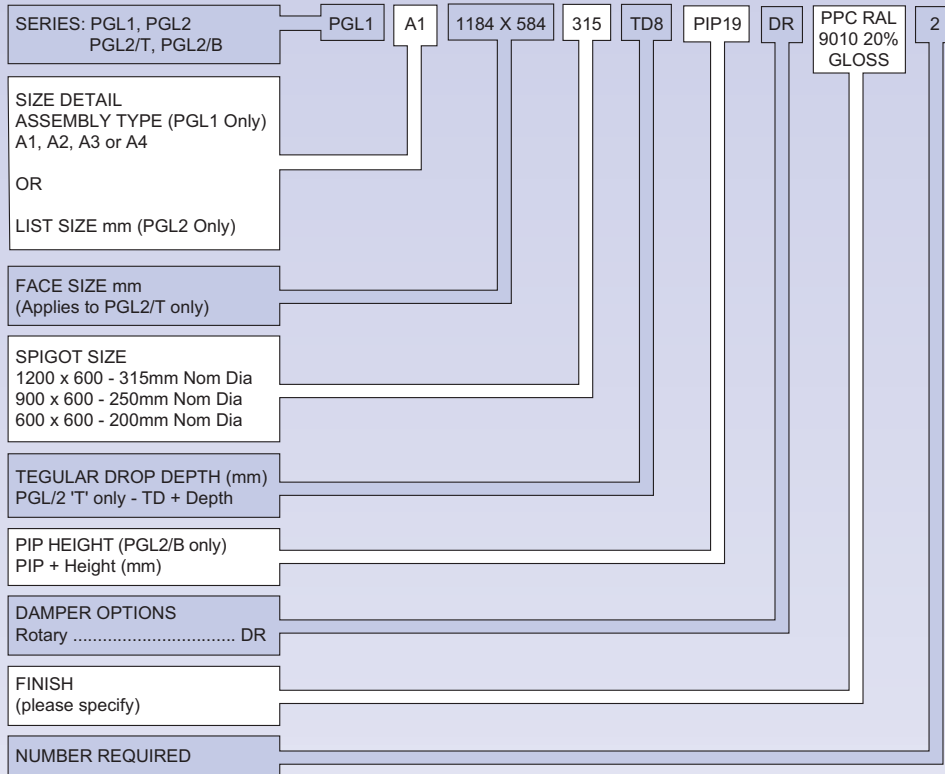 SERIES: PGL1, PGL2
PGL2/T, PGL2/B
PGL1
A1
1184 X 584
315
TD8
PIP19
DR
PPC RAL
9010 20%
GLOSS
2
SIZE DETAIL
ASSEMBLY TYPE (PGL1 Only)
A1, A2, A3 or A4
OR
LIST SIZE mm (PGL2 Only)
FACE SIZE mm
(Applies to PGL2/T only)
SPIGOT SIZE
1200 x 600 - 315mm Nom Dia
900 x 600 - 250mm Nom Dia
600 x 600 - 200mm Nom Dia
TEGULAR DROP DEPTH (mm)
PGL/2 'T' only - TD + Depth
PIP HEIGHT (PGL2/B only)
PIP + Height (mm)
DAMPER OPTIONS
Rotary ................................ DR
FINISH
(please specify)
NUMBER REQUIRED